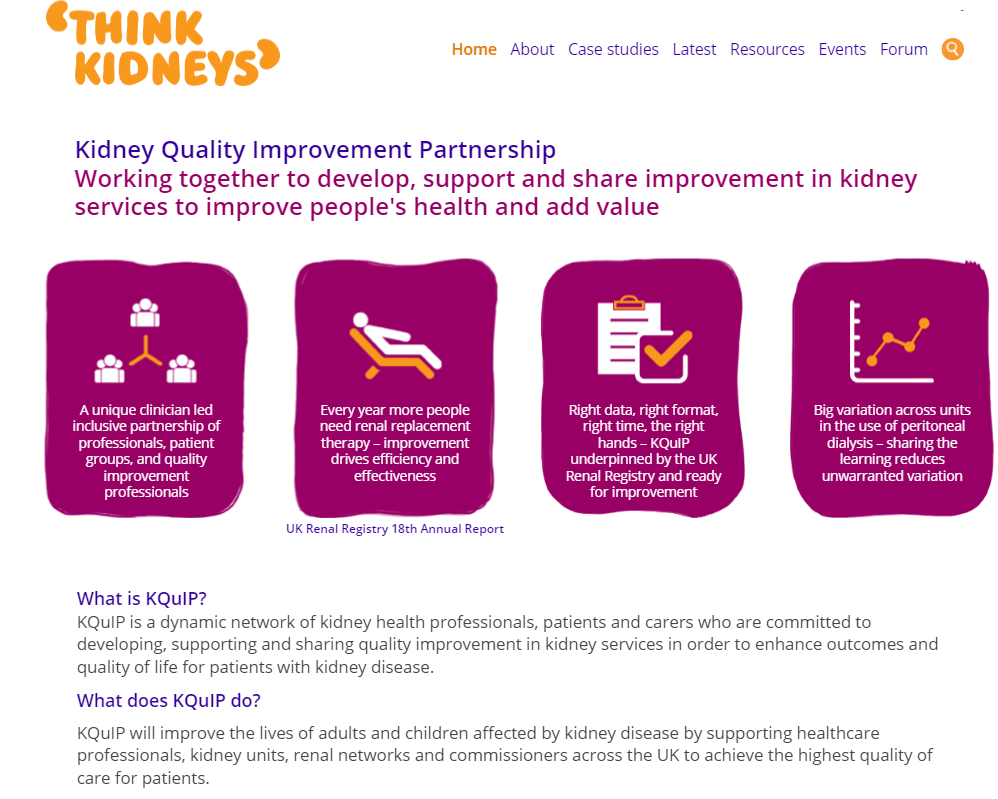 THINK
KIDNEYS
Home About Case studies Latest Resources Events Forum
Kidney Quality Improvement Partnership
Working together to develop, support and share improvement in kidney
services to improve people's health and add value
A unique clinician led
inclusive partnership of
professionals, patient
groups, and quality
improvement
professionals
Every year more people
need renal replacement
therapy – improvement
drives efficiency and
effectiveness
UK Renal Registry 18th Annual Report
Right data, right format,
right time, the right
hands – KQuIP
underpinned by the UK
Renal Registry and ready
for improvement
Big variation across units
in the use of peritoneal
dialysis – sharing the
learning reduces
unwarranted variation
What is KQuIP?
KQuIP is a dynamic network of kidney health professionals, patients and carers who are committed to
developing, supporting and sharing quality improvement in kidney services in order to enhance outcomes and
quality of life for patients with kidney disease.
What does KQuIP do?
KQuIP will improve the lives of adults and children affected by kidney disease by supporting healthcare
professionals, kidney units, renal networks and commissioners across the UK to achieve the highest quality of
care for patients.